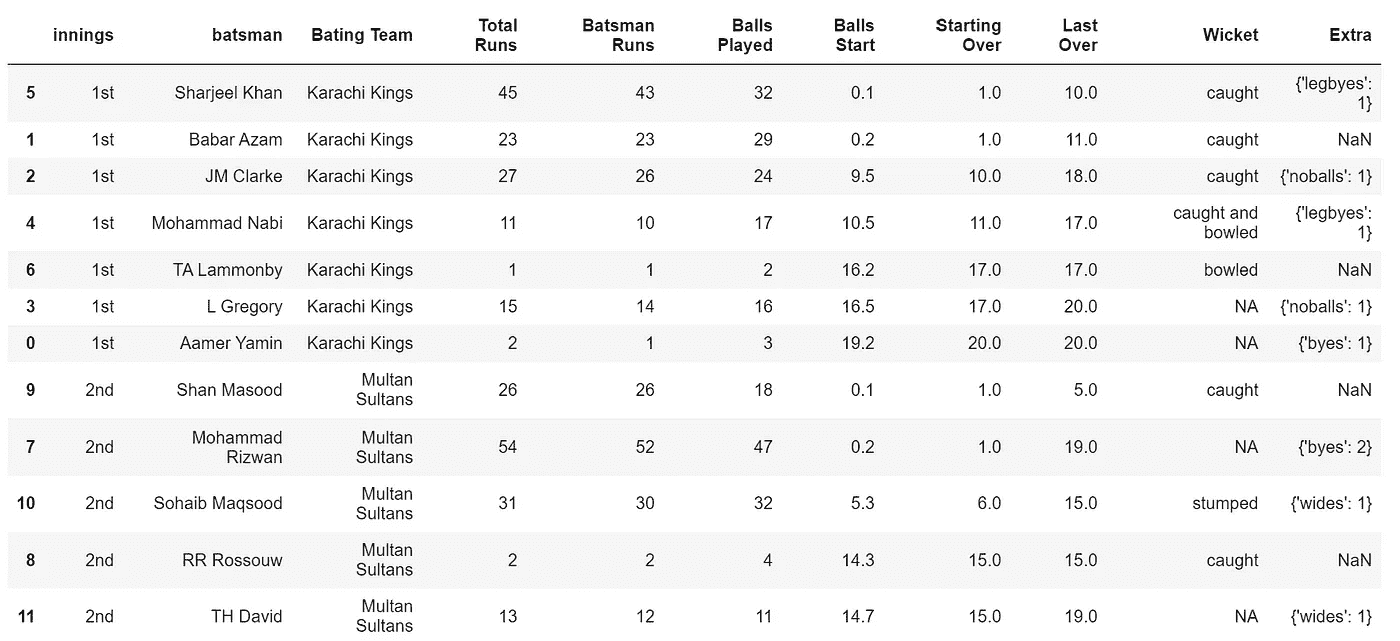 innings batsman Bating Team Total Runs Batsman Runs Balls Played Balls Start Starting Over Last Over Wicket Extra
5 1st Sharjeel Khan Karachi Kings 45 43 32 0.1 1.0 10.0 caught {'legbyes': 1}
1 1st Babar Azam Karachi Kings 23 23 29 0.2 1.0 11.0 caught NaN
2 1st JM Clarke Karachi Kings 27 26 24 9.5 10.0 18.0 caught {'noballs': 1}
4 1st Mohammad Nabi Karachi Kings 11 10 17 10.5 11.0 17.0 caught and bowled {'legbyes': 1}
6 1st TA Lammonby Karachi Kings 1 1 2 16.2 17.0 17.0 bowled NaN
3 1st L Gregory Karachi Kings 15 14 16 16.5 17.0 20.0 NA {'noballs': 1}
0 1st Aamer Yamin Karachi Kings 2 1 3 19.2 20.0 20.0 NA {'byes': 1}
9 2nd Shan Masood Multan Sultans 26 26 18 0.1 1.0 5.0 caught NaN
7 2nd Mohammad Rizwan Multan Sultans 54 52 47 0.2 1.0 19.0 NA {'byes': 2}
10 2nd Sohaib Maqsood Multan Sultans 31 30 32 5.3 6.0 15.0 stumped {'wides': 1}
8 2nd RR Rossouw Multan Sultans 2 2 4 14.3 15.0 15.0 caught NaN
11 2nd TH David Multan Sultans 13 12 11 14.7 15.0 19.0 NA {'wides': 1}